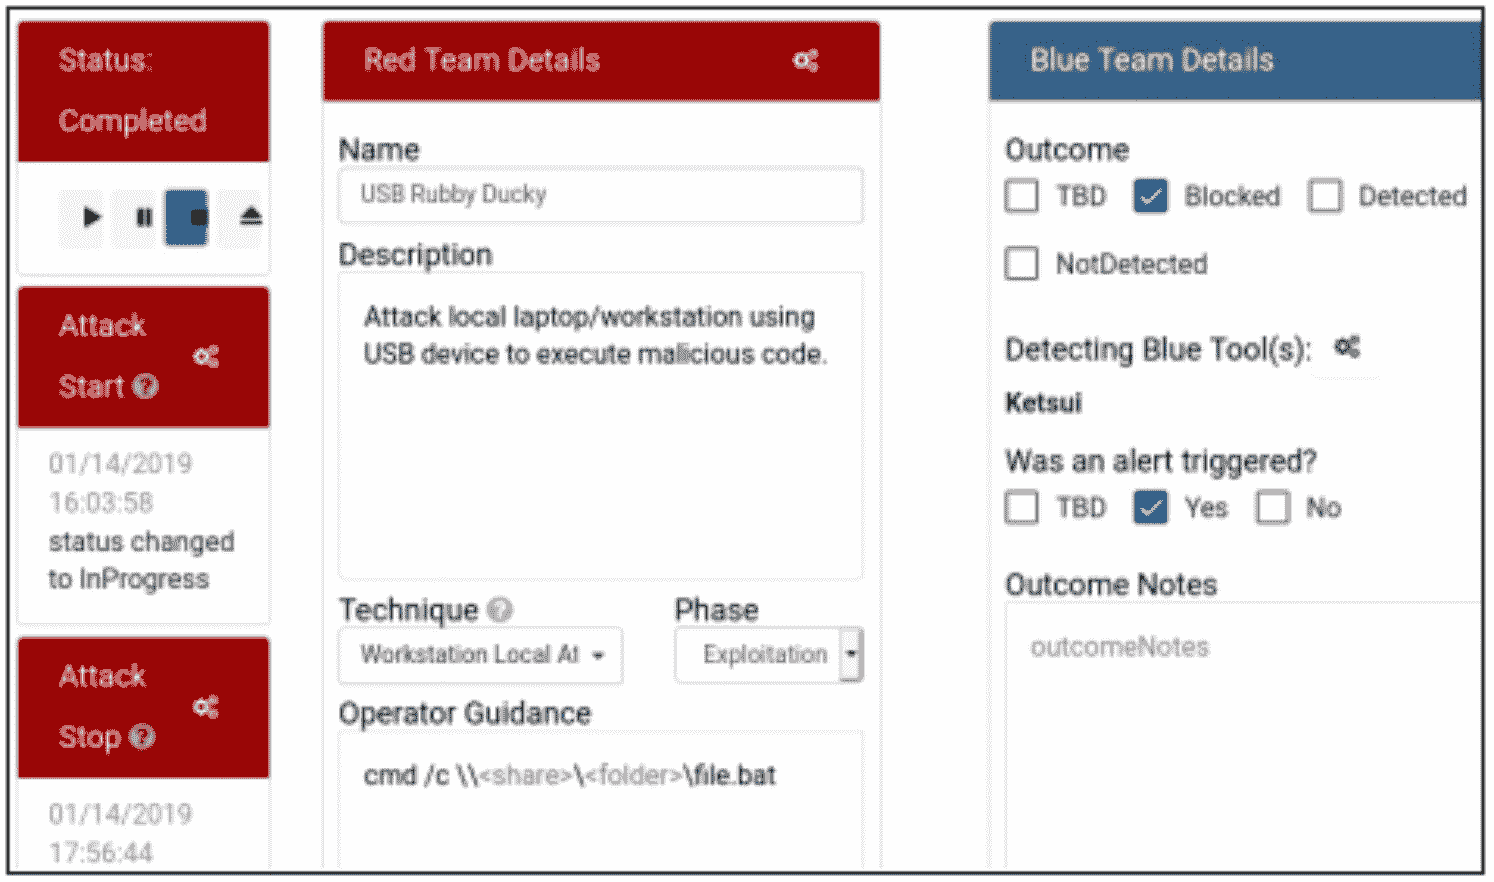 Status:
Completed
Attack
Start
01/14/2019
16:03:58
status changed
to InProgress
Attack
Stop
01/14/2019
17:56:44
Red Team Details
Name
USB Rubby Ducky
Description
Attack local laptop/workstation using
USB device to execute malicious code.
Technique
Phase
Workstation Local At
Exploitation
Operator Guidance
cmd /c \\<share>\<folder>\file.bat
Blue Team Details
Outcome
TBD Blocked Detected
NotDetected
Detecting Blue Tool(s):
Ketsui
Was an alert triggered?
TBD Yes No
Outcome Notes
outcomeNotes